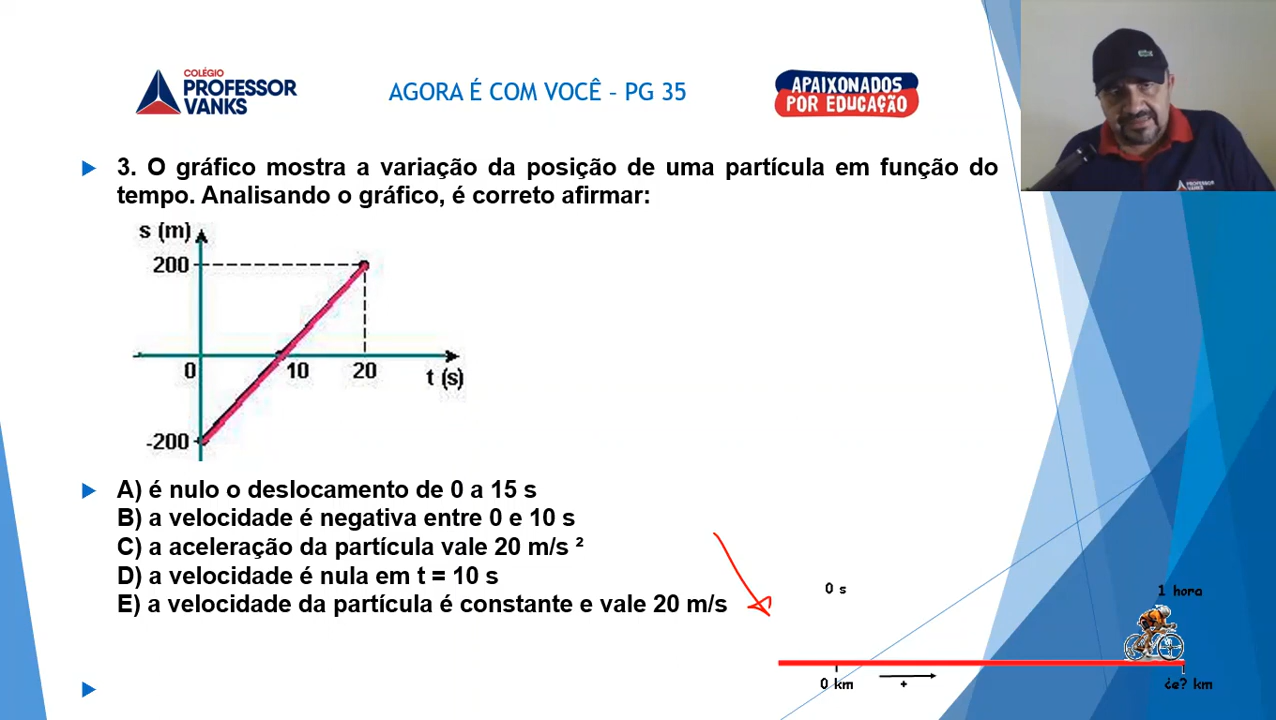 COLÉGIO
PROFESSOR
VANKS
AGORA É COM VOCÊ – PG 35
APAIXONADOS
POR EDUCAÇÃO
3. O gráfico mostra a variação da posição de uma partícula em função do
tempo. Analisando o gráfico, é correto afirmar:
s (m)
200
0
10
20
t (s)
-200
A) é nulo o deslocamento de 0 a 15 s
B) a velocidade é negativa entre 0 e 10 s
C) a aceleração da partícula vale 20 m/s ²
D) a velocidade é nula em t = 10 s
E) a velocidade da partícula é constante e vale 20 m/s
0 s
1 hora
0 km
+
¿e? km
PROFESSOR